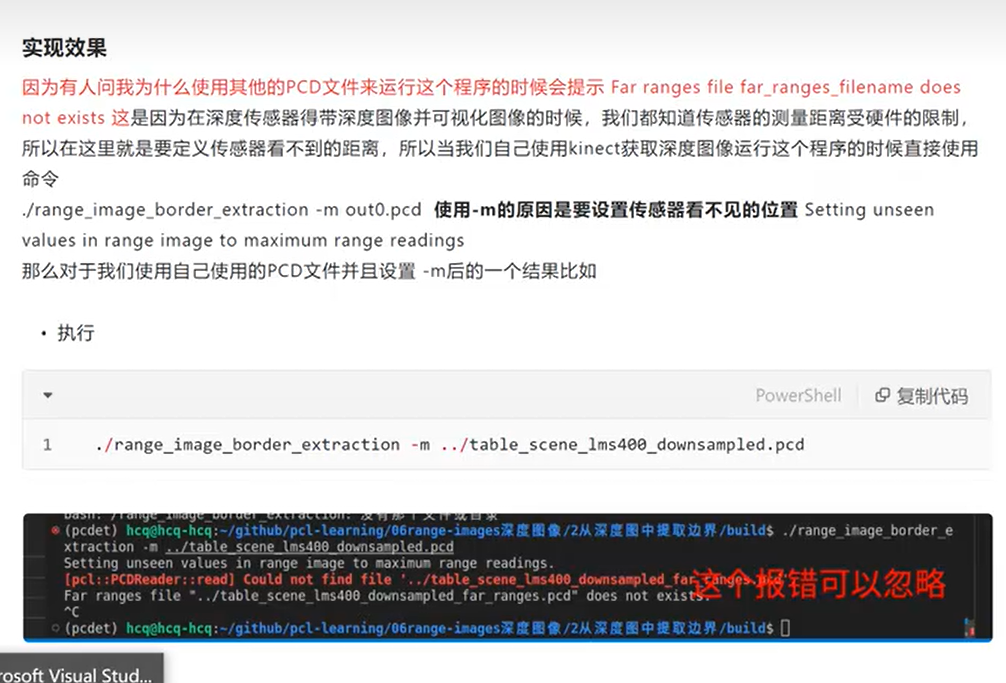 实现效果
因为有人问我为什么使用其他的PCD文件来运行这个程序的时候会提示 Far ranges file far_ranges_filename does
not exists 这是因为在深度传感器得带深度图像并可视化图像的时候，我们都知道传感器的测量距离受硬件的限制，
所以在这里就是要定义传感器看不到的距离，所以当我们自己使用kinect获取深度图像运行这个程序的时候直接使用
命令
./range_image_border_extraction -m out0.pcd 使用-m的原因是要设置传感器看不见的位置 Setting unseen
values in range image to maximum range readings
那么对于我们使用自己使用的PCD文件并且设置 -m后的一个结果比如
• 执行
PowerShell 复制代码
1 ./range_image_border_extraction -m ../table_scene_lms400_downsampled.pcd
bash: ./range_image_border_extraction: 没有那个文件或目录
(pcdet) hcq@hcq-hcq:~/github/pcl-learning/06range-images深度图像/2从深度图中提取边界/build$ ./range_image_border_e
xtraction -m ../table_scene_lms400_downsampled.pcd
Setting unseen values in range image to maximum range readings.
[pcl::PCDReader::read] Could not find file '../table_scene_lms400_downsampled_far_ranges.pcd'
这个报错可以忽略
Far ranges file "../table_scene_lms400_downsampled_far_ranges.pcd" does not exists.
^C
(pcdet) hcq@hcq-hcq:~/github/pcl-learning/06range-images深度图像/2从深度图中提取边界/build$
rosoft Visual Stud...